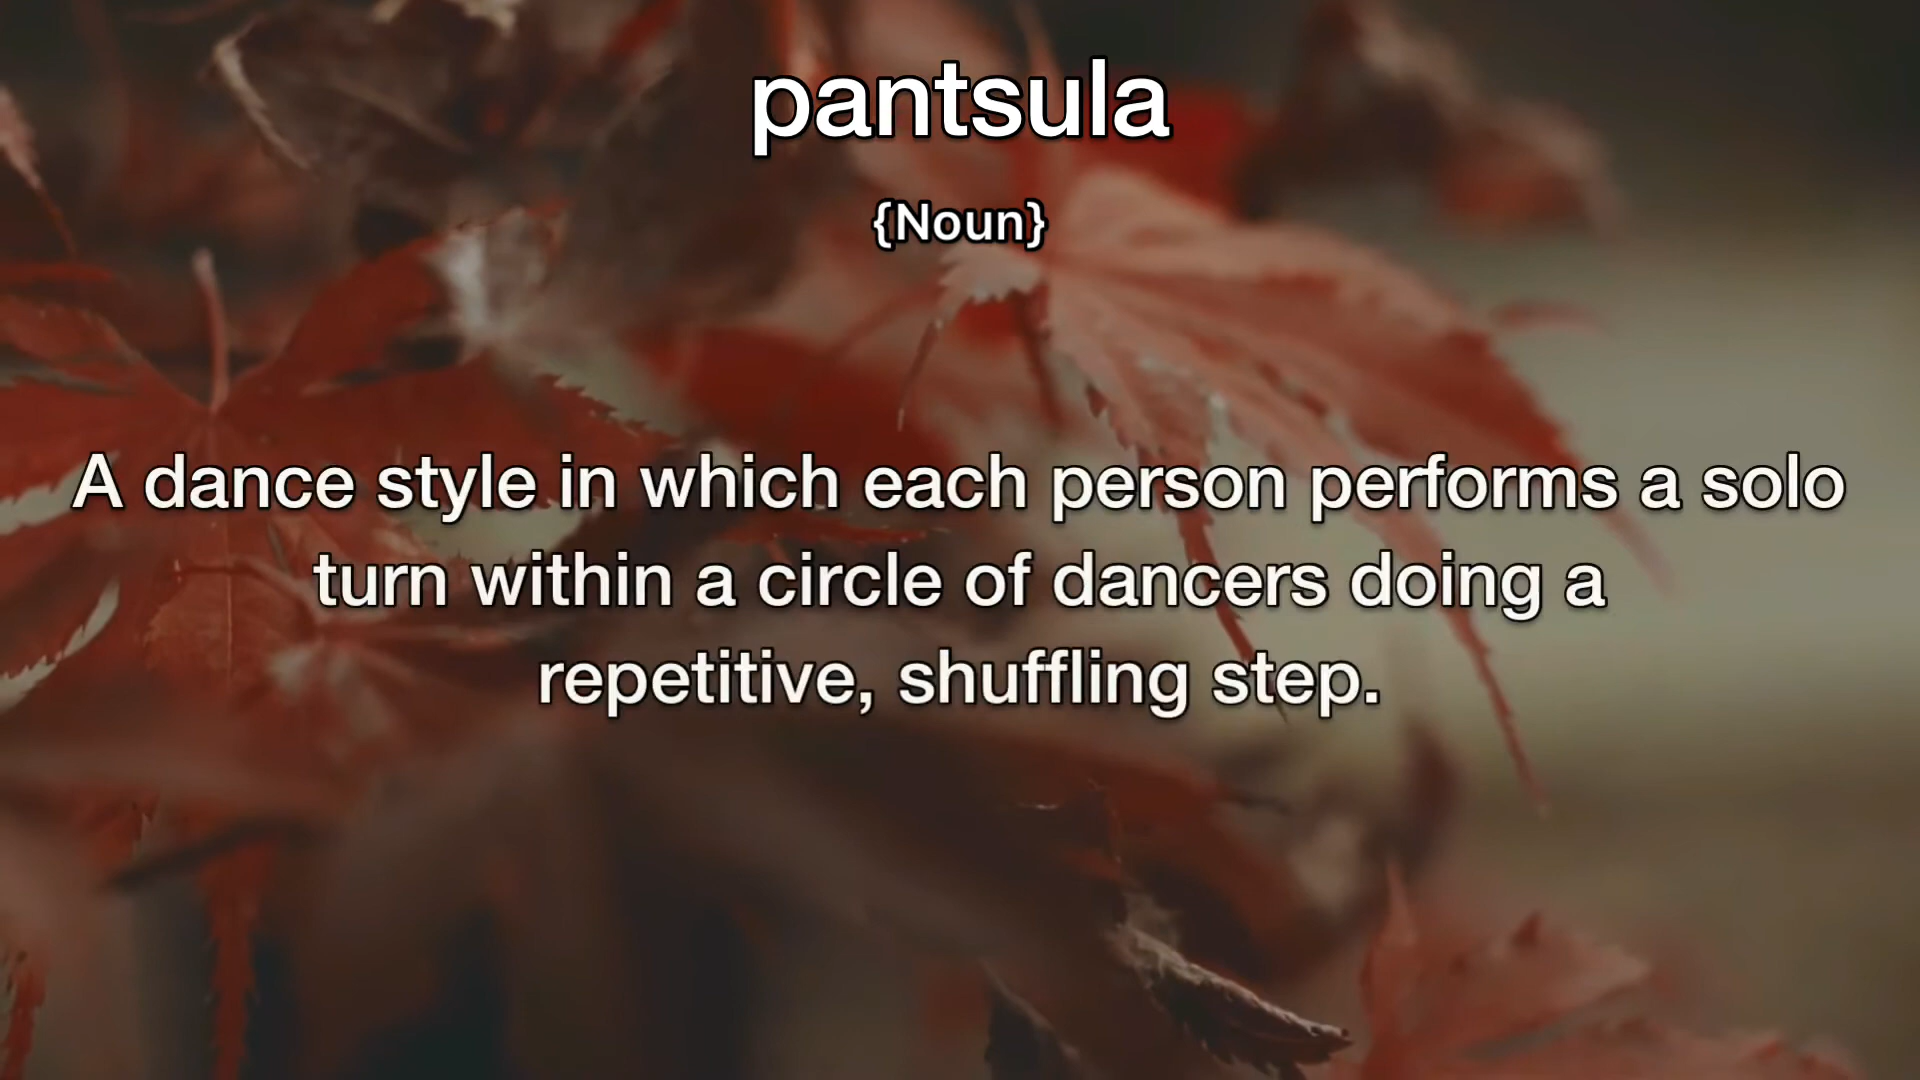 pantsula
{Noun}
A dance style in which each person performs a solo
turn within a circle of dancers doing a
repetitive, shuffling step.